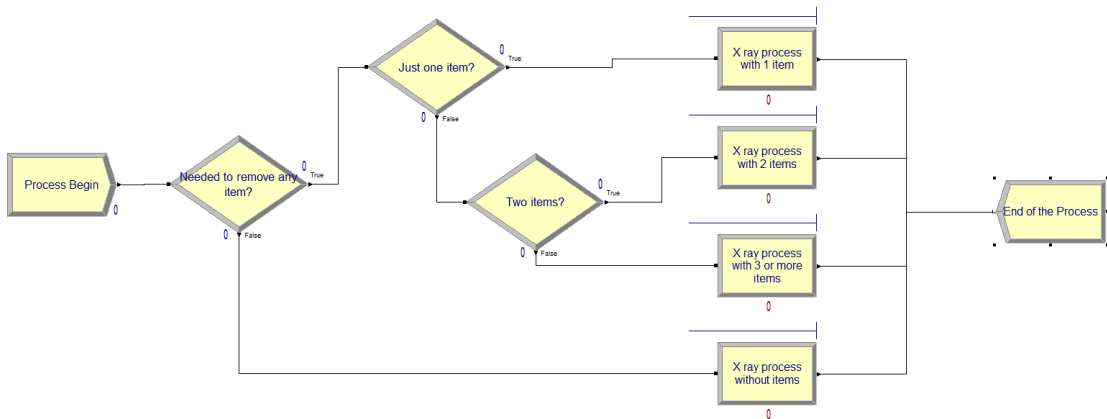 Process Begin
0
Needed to remove any
item?
0
True
0
False
Just one item?
0
True
0
False
Two items?
0
True
0
False
X ray process
with 1 item
0
X ray process
with 2 items
0
X ray process
with 3 or more
items
0
X ray process
without items
0
End of the Process